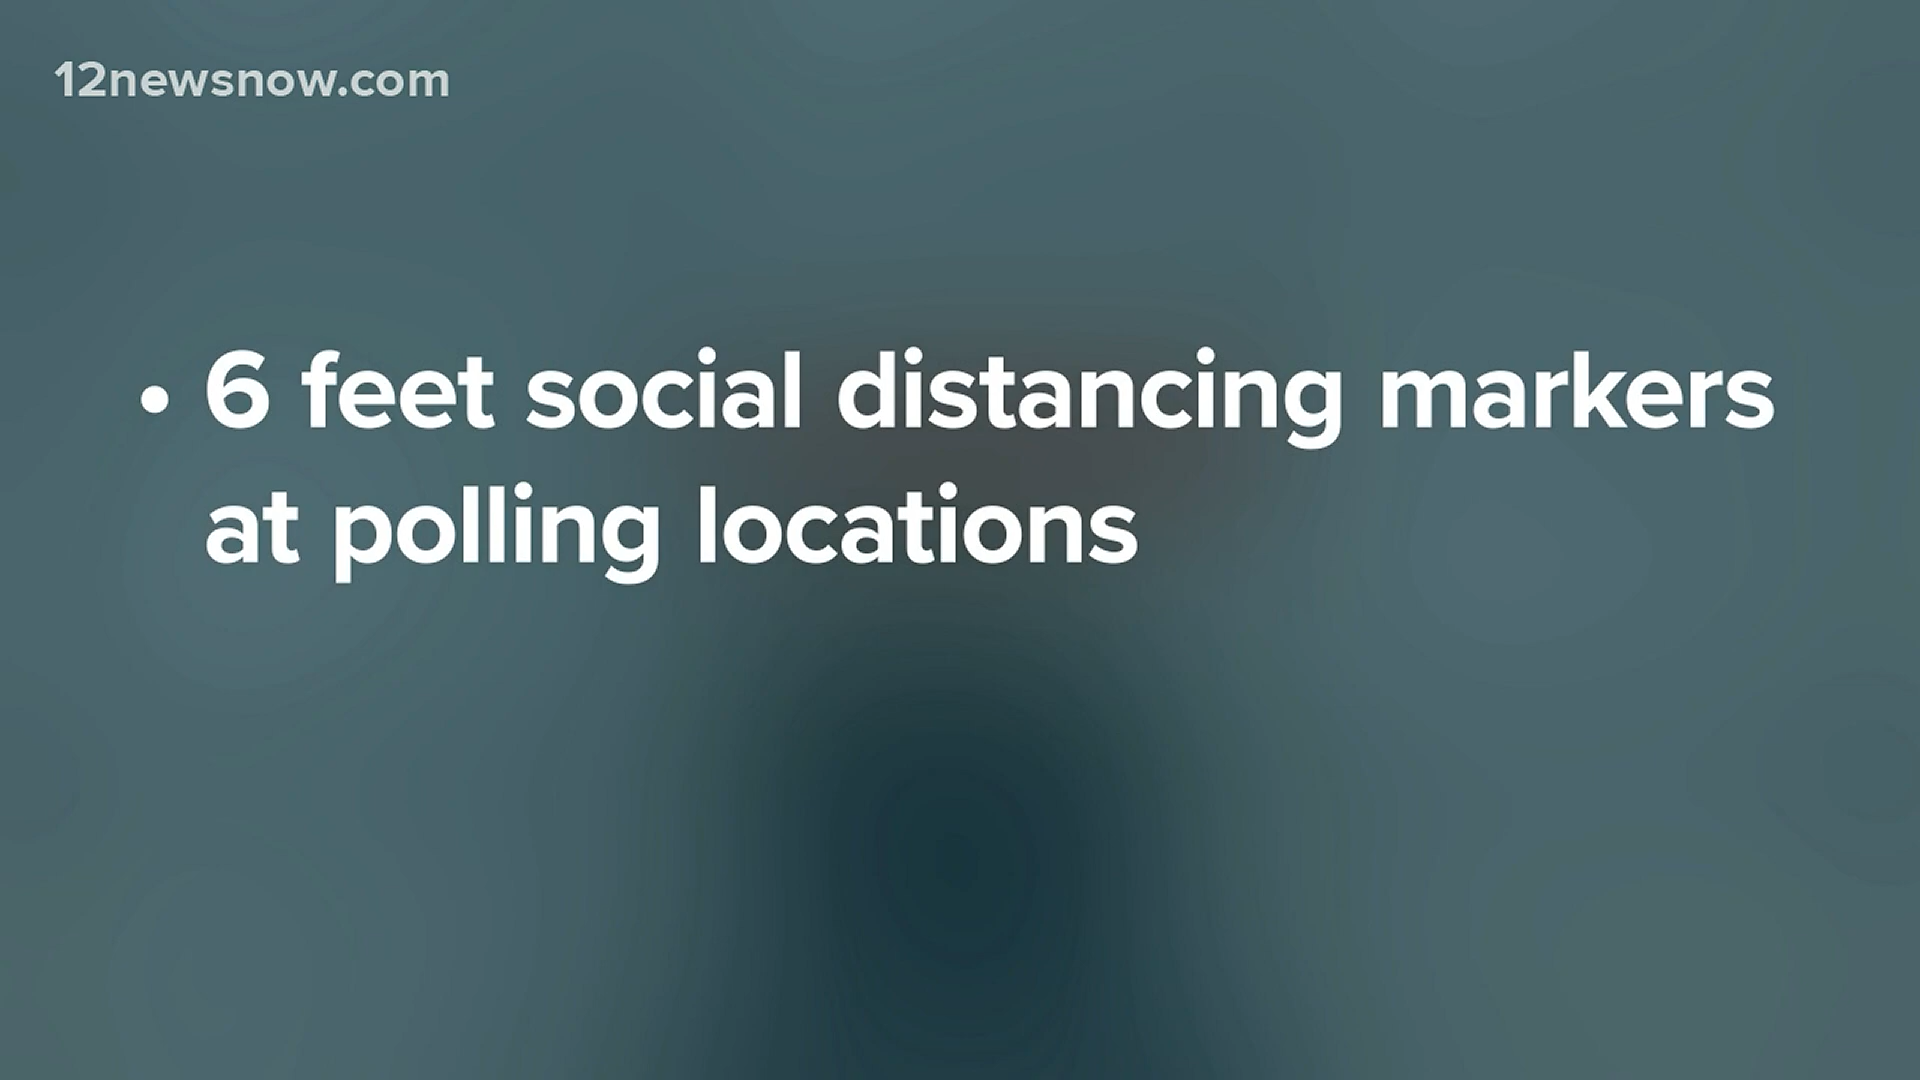 12newsnow.com
• 6 feet social distancing markers
at polling locations